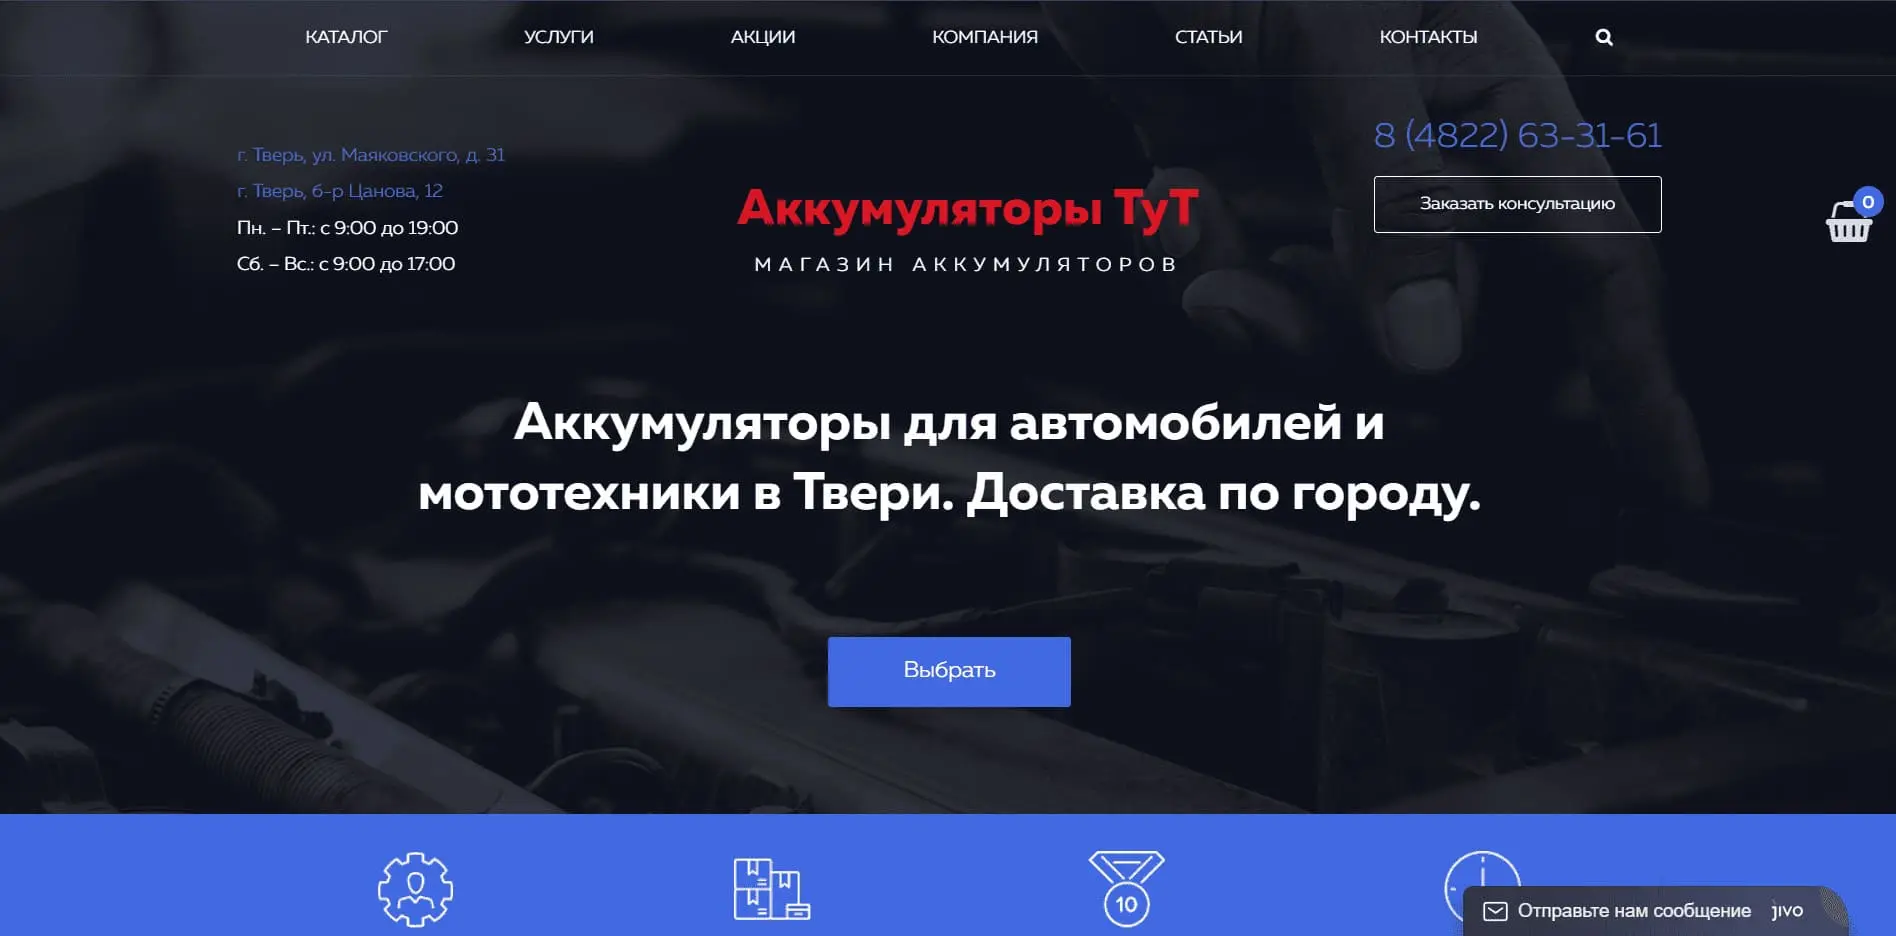 КАТАЛОГ
УСЛУГИ
АКЦИИ
КОМПАНИЯ
СТАТЬИ
КОНТАКТЫ
г. Тверь, ул. Маяковского, д. 31
г. Тверь, б-р Цанова, 12
Пн. – Пт.: с 9:00 до 19:00
Сб. – Вс.: с 9:00 до 17:00
Аккумуляторы ТуТ
МАГАЗИН АККУМУЛЯТОРОВ
8 (4822) 63-31-61
Заказать консультацию
0
Аккумуляторы для автомобилей и
мототехники в Твери. Доставка по городу.
Выбрать
10
Отправьте нам сообщение
jivo